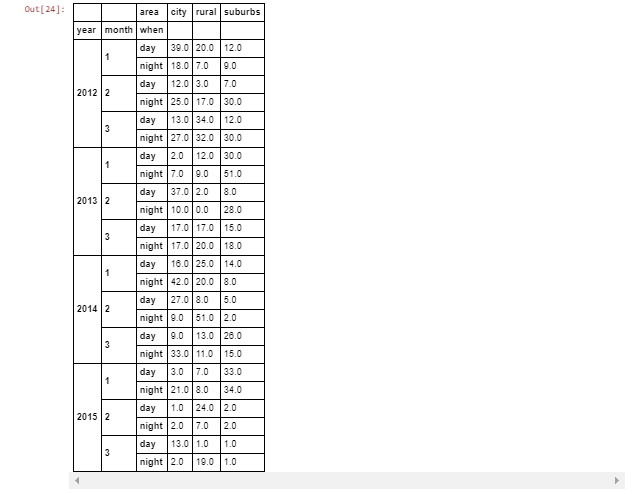 Out[24]:
area city rural suburbs
year month when
2012 1 day 39.0 20.0 12.0
night 18.0 7.0 9.0
2 day 12.0 3.0 7.0
night 25.0 17.0 30.0
3 day 13.0 34.0 12.0
night 27.0 32.0 30.0
2013 1 day 2.0 12.0 30.0
night 7.0 9.0 51.0
2 day 37.0 2.0 8.0
night 10.0 0.0 28.0
3 day 17.0 17.0 15.0
night 17.0 20.0 18.0
2014 1 day 16.0 25.0 14.0
night 42.0 20.0 8.0
2 day 27.0 8.0 5.0
night 9.0 51.0 2.0
3 day 9.0 13.0 26.0
night 33.0 11.0 15.0
2015 1 day 3.0 7.0 33.0
night 21.0 8.0 34.0
2 day 1.0 24.0 2.0
night 2.0 7.0 2.0
3 day 13.0 1.0 1.0
night 2.0 19.0 1.0